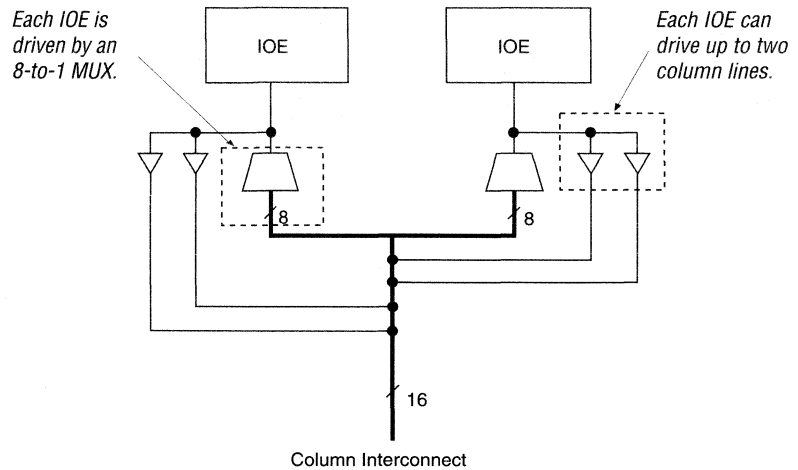 Each IOE is
driven by an
8-to-1 MUX.
IOE
IOE
Each IOE can
drive up to two
column lines.
8
8
16
Column Interconnect